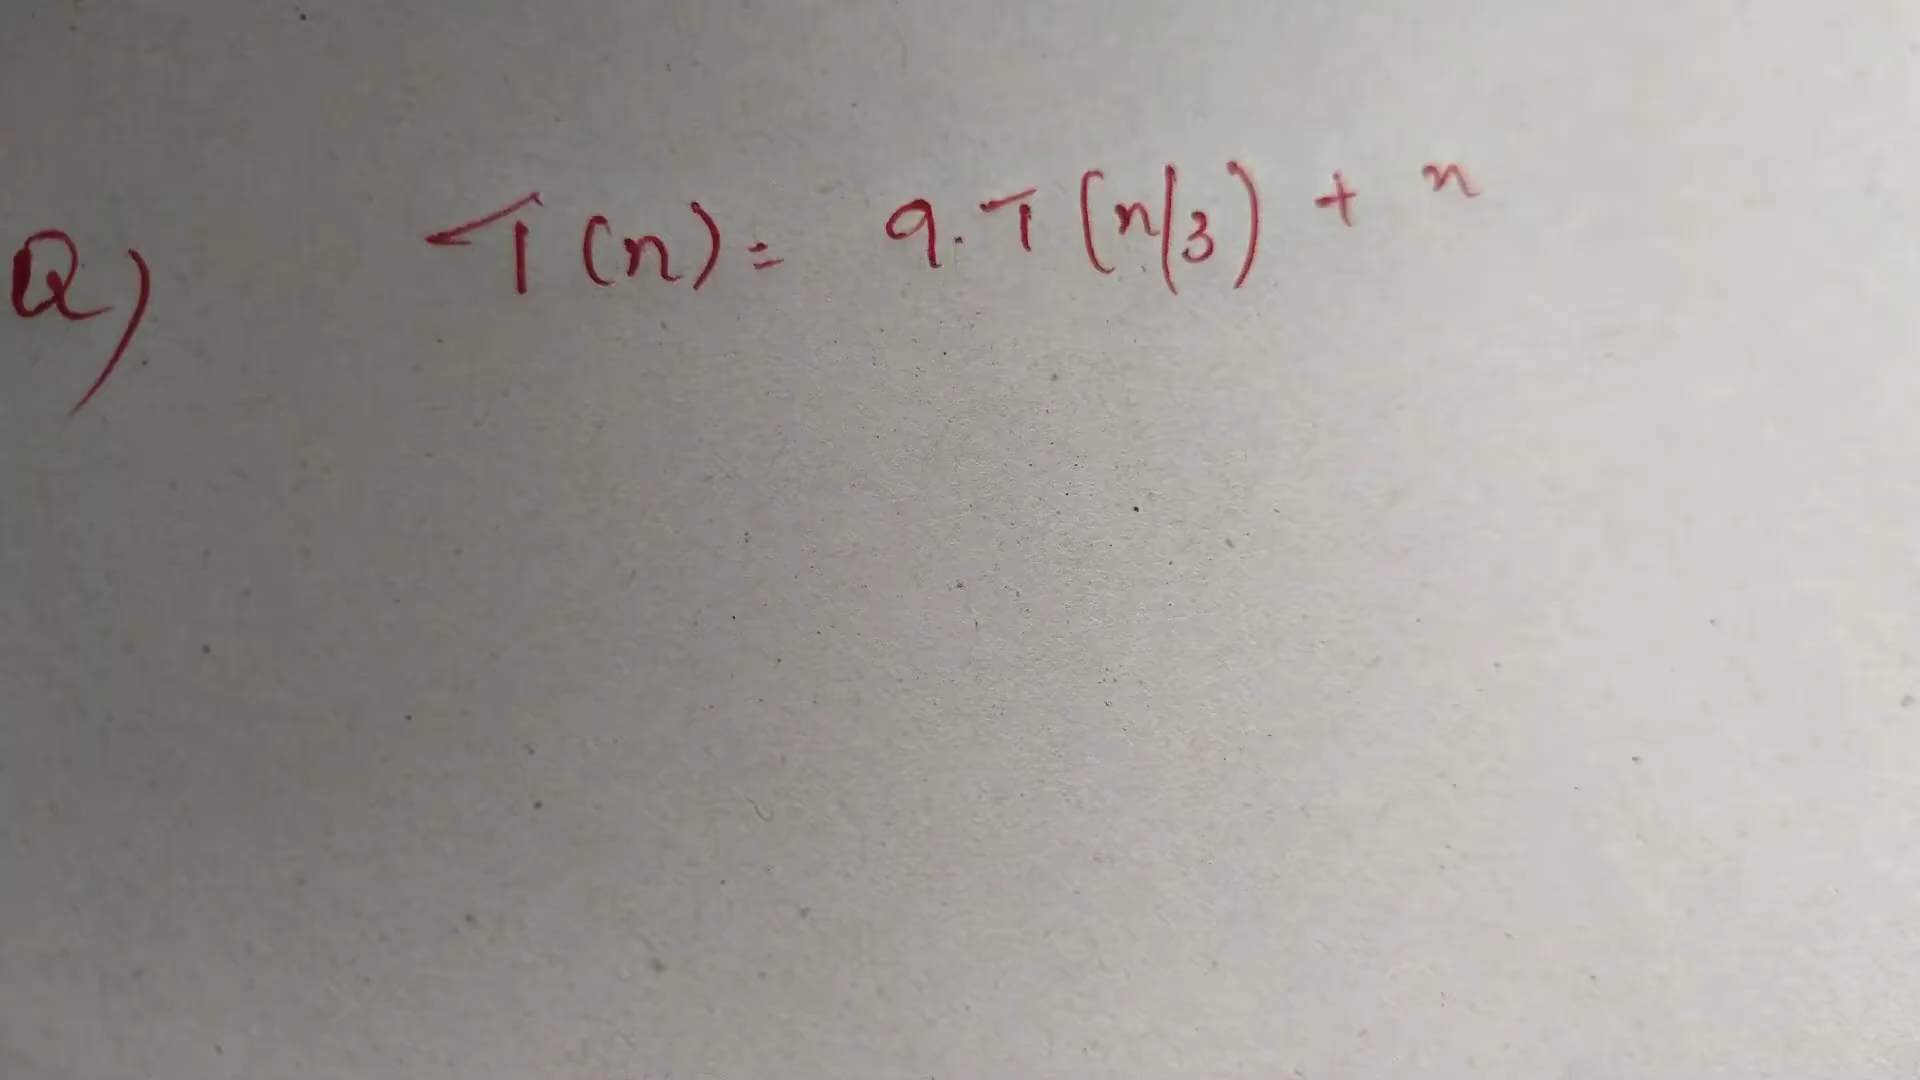 Q) T(n) = 9.T(n/3) + n